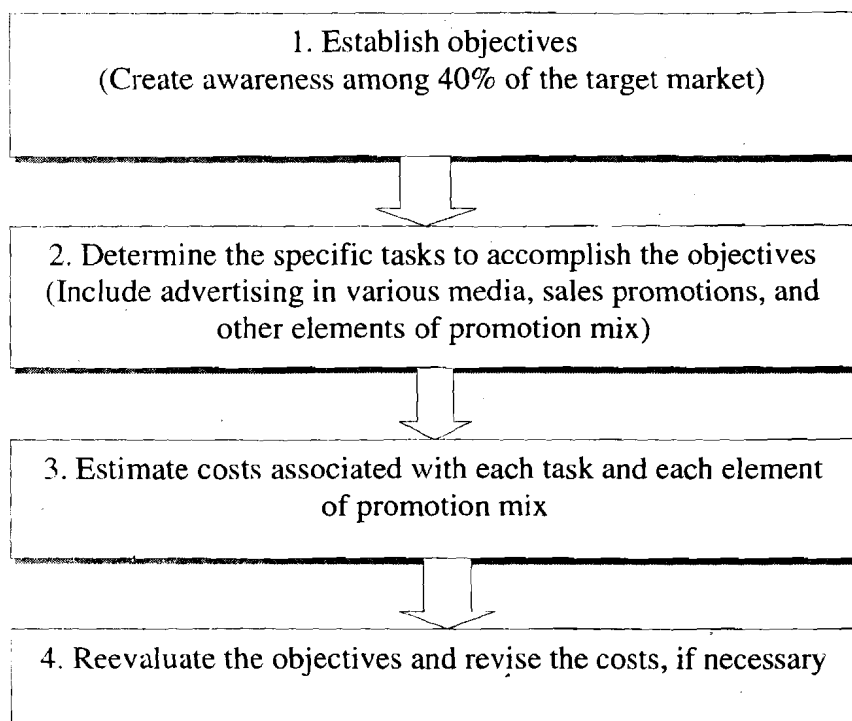 1. Establish objectives
(Create awareness among 40% of the target market)
2. Determine the specific tasks to accomplish the objectives
(Include advertising in various media, sales promotions, and
other elements of promotion mix)
3. Estimate costs associated with each task and each element
of promotion mix
4. Reevaluate the objectives and revise the costs, if necessary